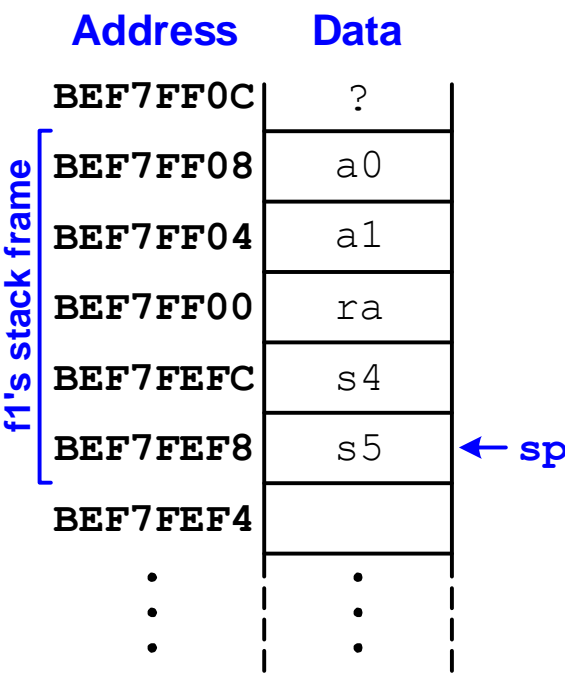 Address Data
BEF7FF0C ?
f1's stack frame
BEF7FF08 a0
BEF7FF04 a1
BEF7FF00 ra
BEF7FEFC s4
BEF7FEF8 s5 sp
BEF7FEF4